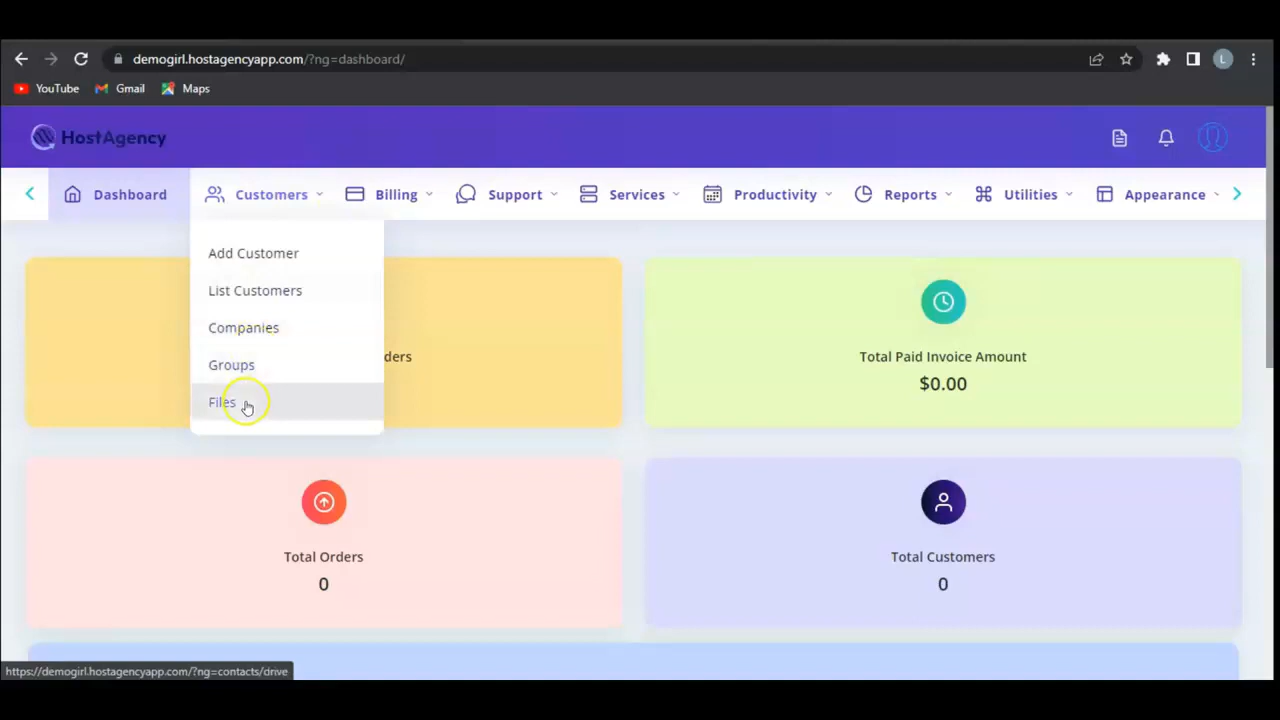 demogirl.hostagencyapp.com/?ng=dashboard/
L
YouTube Gmail Maps
HostAgency
Dashboard Customers Billing Support Services Productivity Reports Utilities Appearance
Add Customer
List Customers
Companies
Groups
Files
ders
Total Paid Invoice Amount
$0.00
Total Orders
0
Total Customers
0
https://demogirl.hostagencyapp.com/?ng=contacts/drive